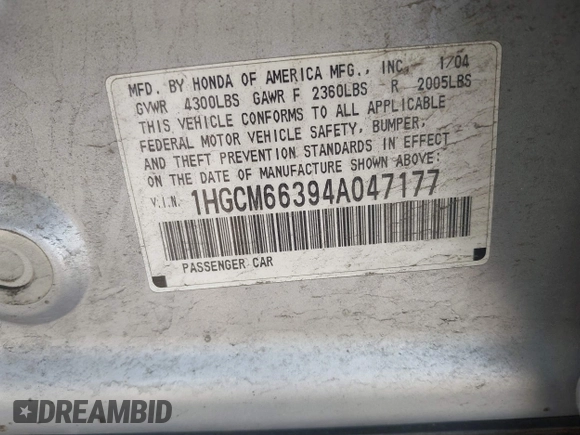 MFD. BY HONDA OF AMERICA MFG., INC. 1/04
GVWR 4300LBS GAWR F 2360LBS R 2005LBS
THIS VEHICLE CONFORMS TO ALL APPLICABLE
FEDERAL MOTOR VEHICLE SAFETY, BUMPER,
AND THEFT PREVENTION STANDARDS IN EFFECT
ON THE DATE OF MANUFACTURE SHOWN ABOVE:
V.I.N. 1HGCM66394A047177
PASSENGER CAR
DREAMBID